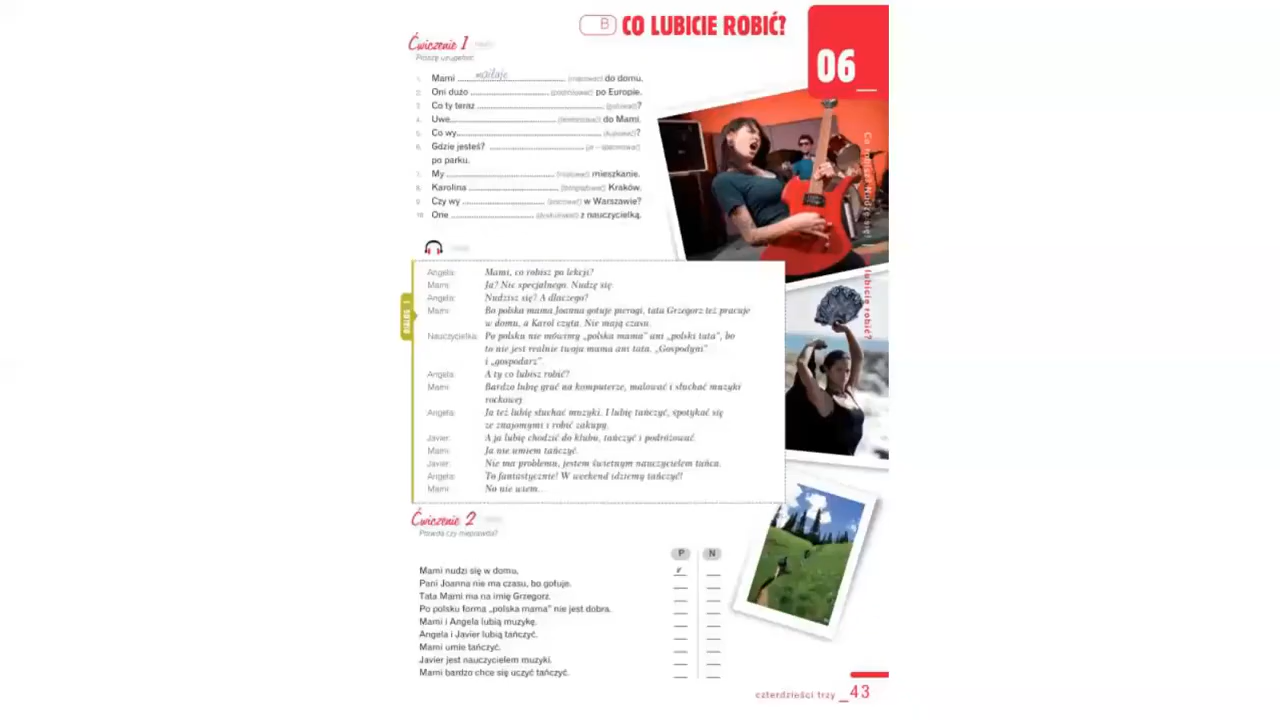 B CO LUBICIE ROBIĆ?
06
Ćwiczenie 1
Proszę uzupełnić.
1. Mami ........ (malować) do domu.
2. Oni dużo ........ (podróżować) po Europie.
3. Co ty teraz ........ ?
4. Uwe ........ do Mami.
5. Co wy ........ (kupować)?
6. Gdzie jesteś? ........ (ja – spacerować)
po parku.
7. My ........ mieszkanie.
8. Karolina ........ Kraków.
9. Czy wy ........ (pracować) w Warszawie?
10. One ........ (dyskutować) z nauczycielką.
Angela: Mami, co robisz po lekcji?
Mami: Ja? Nic specjalnego. Nudzę się.
Angela: Nudzisz się? A dlaczego?
Mami: Bo polska mama Joanna gotuje pierogi, tata Grzegorz też pracuje
w domu, a Karol czyta. Nie mają czasu.
Nauczycielka: Po polsku nie mówimy „polska mama” ani „polski tata”, bo
to nie jest realnie twoja mama ani tata. „Gospodyni”
i „gospodarz”.
Angela: A ty co lubisz robić?
Mami: Bardzo lubię grać na komputerze, malować i słuchać muzyki
rockowej.
Angela: Ja też lubię słuchać muzyki. I lubię tańczyć, spotykać się
ze znajomymi i robić zakupy.
Javier: A ja lubię chodzić do klubu, tańczyć i podróżować.
Mami: Ja nie umiem tańczyć.
Javier: Nie ma problemu, jestem świetnym nauczycielem tańca.
Angela: To fantastycznie! W weekend idziemy tańczyć!
Mami: No nie wiem...
Ćwiczenie 2
Prawda czy nieprawda?
P N
Mami nudzi się w domu.
Pani Joanna nie ma czasu, bo gotuje.
Tata Mami ma na imię Grzegorz.
Po polsku forma „polska mama” nie jest dobra.
Mami i Angela lubią muzykę.
Angela i Javier lubią tańczyć.
Mami umie tańczyć.
Javier jest nauczycielem muzyki.
Mami bardzo chce się uczyć tańczyć.
lubicie robić?
czterdzieści trzy _43